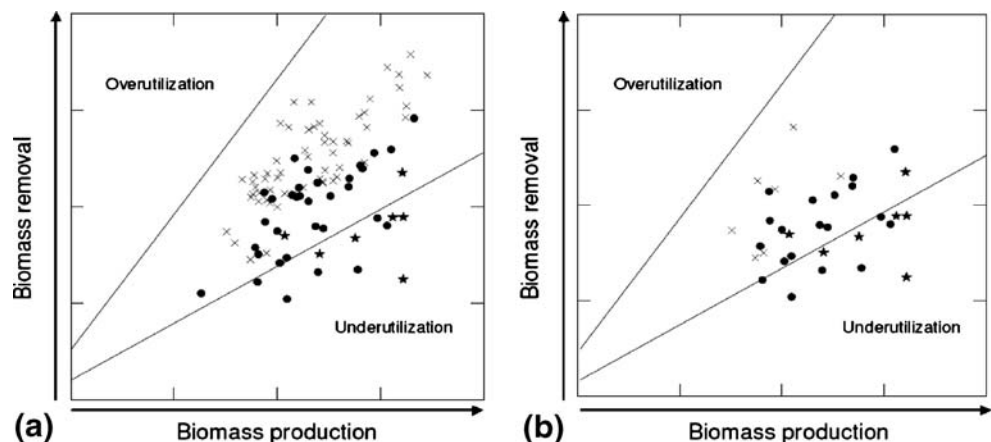 Overutilization
Biomass removal
Underutilization
(a)
Biomass production
Overutilization
Biomass removal
Underutilization
(b)
Biomass production